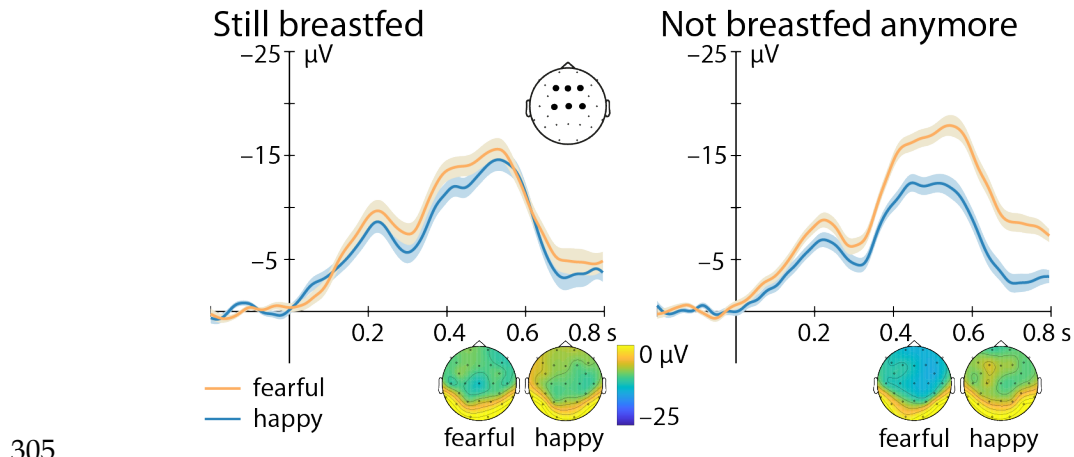 Still breastfed
Not breastfed anymore
−25 μV
−25 μV
−15
−15
−5
−5
0.2 0.4 0.6 0.8 s
0.2 0.4 0.6 0.8 s
0 μV
−25
fearful
happy
fearful happy
fearful happy
305